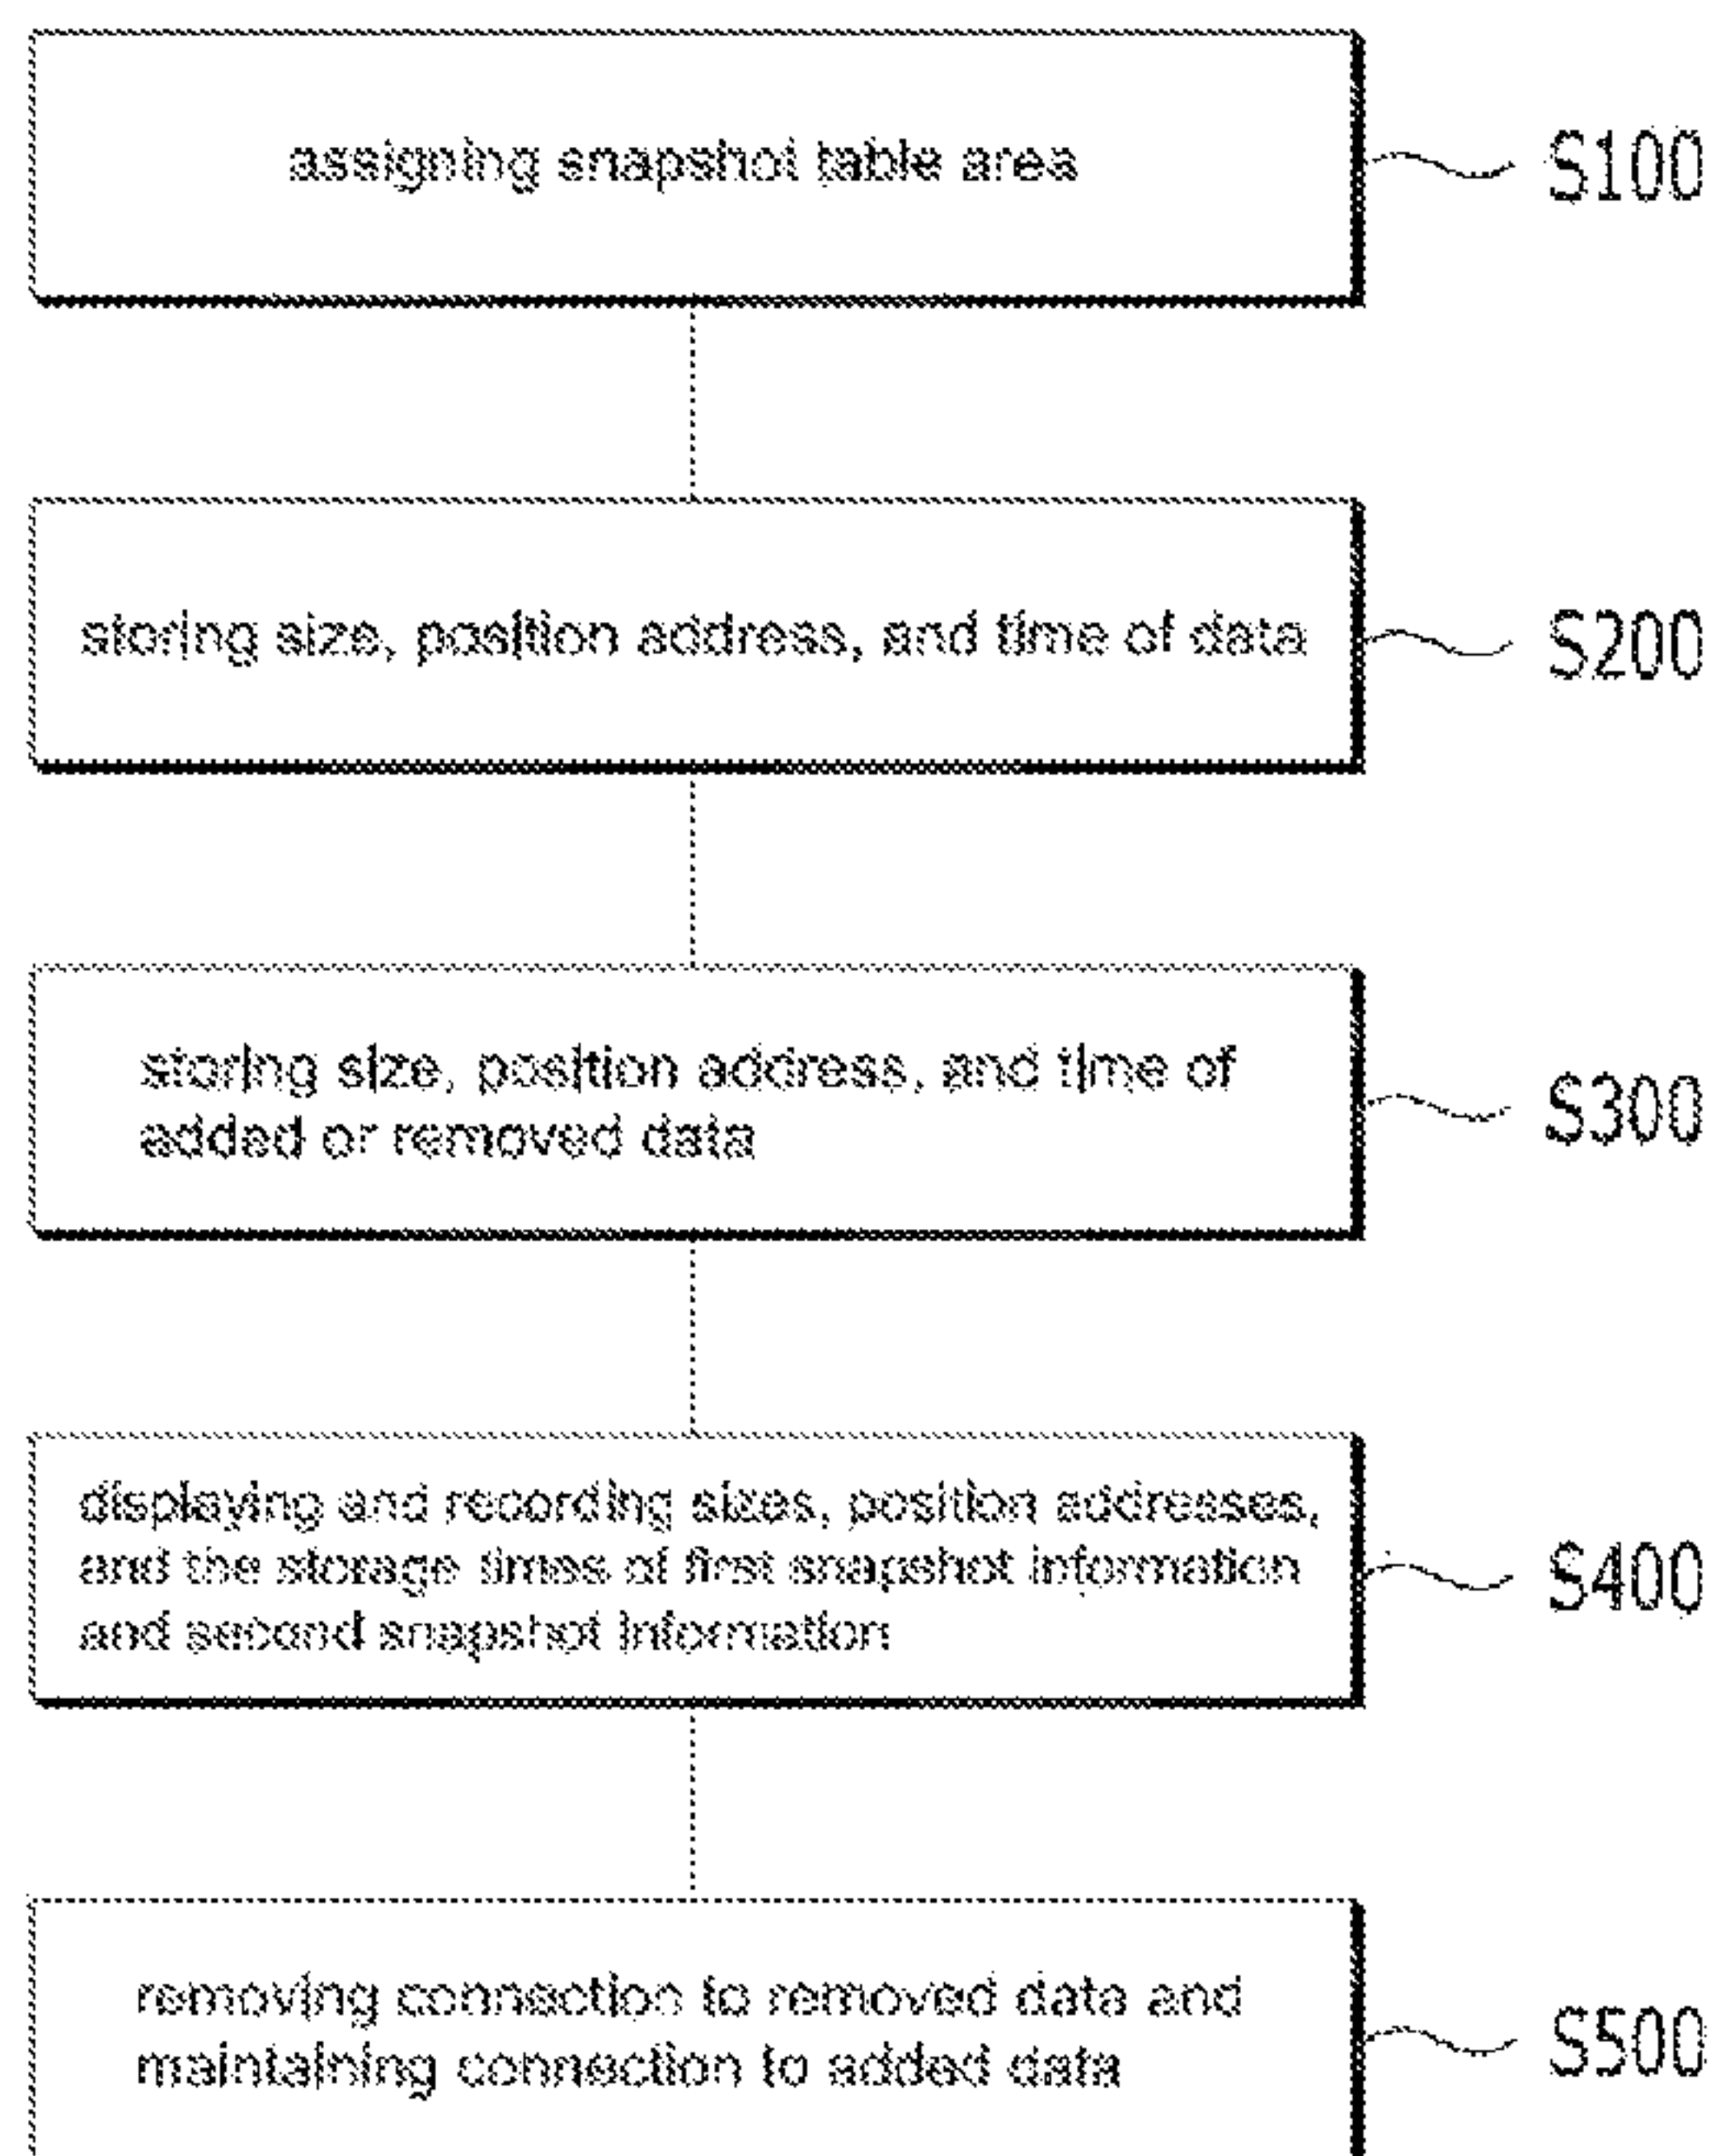 assigning snapshot table area
S100
storing size, position address, and time of data
S200
storing size, position address, and time of
added or removed data
S300
displaying and recording sizes, position addresses,
and the storage times of first snapshot information
and second snapshot information
S400
removing connection to removed data and
maintaining connection to added data
S500